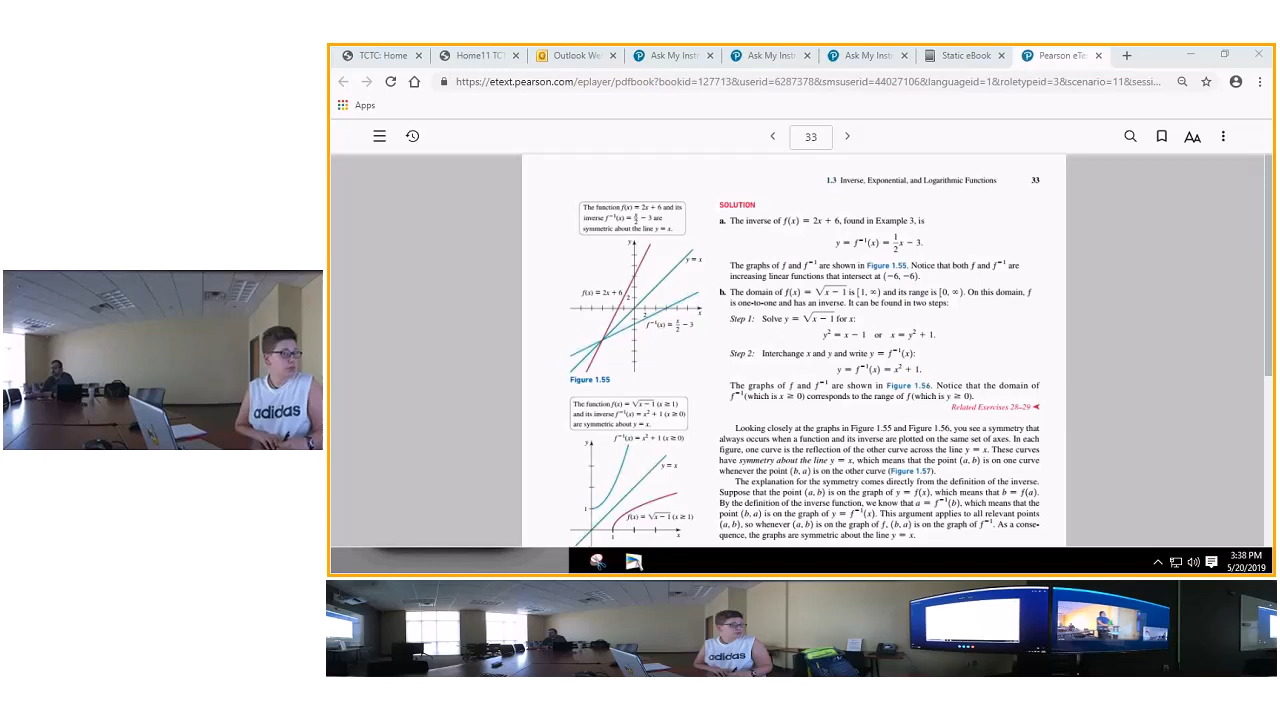 TCTC: Home
Home11 TCT
Outlook We
Ask My Instr
Ask My Instr
Ask My Instr
Static eBook
Pearson eTe
https://etext.pearson.com/eplayer/pdfbook?bookid=127713&userid=6287378&smsuserid=44027106&languageid=1&roletypeid=3&scenario=11&sessi...
Apps
33
1.3 Inverse, Exponential, and Logarithmic Functions 33
The function f(x) = 2x + 6 and its
inverse f⁻¹(x) = x/2 − 3 are
symmetric about the line y = x.
y
y = x
f(x) = 2x + 6
2
2
x
f⁻¹(x) = x/2 − 3
Figure 1.55
The function f(x) = √(x − 1) (x ≥ 1)
and its inverse f⁻¹(x) = x² + 1 (x ≥ 0)
are symmetric about y = x.
f⁻¹(x) = x² + 1 (x ≥ 0)
y
y = x
1
f(x) = √(x − 1) (x ≥ 1)
1
x
SOLUTION
a. The inverse of f(x) = 2x + 6, found in Example 3, is
y = f⁻¹(x) = 1/2 x − 3.
The graphs of f and f⁻¹ are shown in Figure 1.55. Notice that both f and f⁻¹ are
increasing linear functions that intersect at (−6, −6).
b. The domain of f(x) = √(x − 1) is [1, ∞) and its range is [0, ∞). On this domain, f
is one-to-one and has an inverse. It can be found in two steps:
Step 1: Solve y = √(x − 1) for x:
y² = x − 1 or x = y² + 1.
Step 2: Interchange x and y and write y = f⁻¹(x):
y = f⁻¹(x) = x² + 1.
The graphs of f and f⁻¹ are shown in Figure 1.56. Notice that the domain of
f⁻¹ (which is x ≥ 0) corresponds to the range of f (which is y ≥ 0).
Related Exercises 28–29
Looking closely at the graphs in Figure 1.55 and Figure 1.56, you see a symmetry that
always occurs when a function and its inverse are plotted on the same set of axes. In each
figure, one curve is the reflection of the other curve across the line y = x. These curves
have symmetry about the line y = x, which means that the point (a, b) is on one curve
whenever the point (b, a) is on the other curve (Figure 1.57).
The explanation for the symmetry comes directly from the definition of the inverse.
Suppose that the point (a, b) is on the graph of y = f(x), which means that b = f(a).
By the definition of the inverse function, we know that a = f⁻¹(b), which means that the
point (b, a) is on the graph of y = f⁻¹(x). This argument applies to all relevant points
(a, b), so whenever (a, b) is on the graph of f, (b, a) is on the graph of f⁻¹. As a conse-
quence, the graphs are symmetric about the line y = x.
3:38 PM
5/20/2019
adidas
adidas